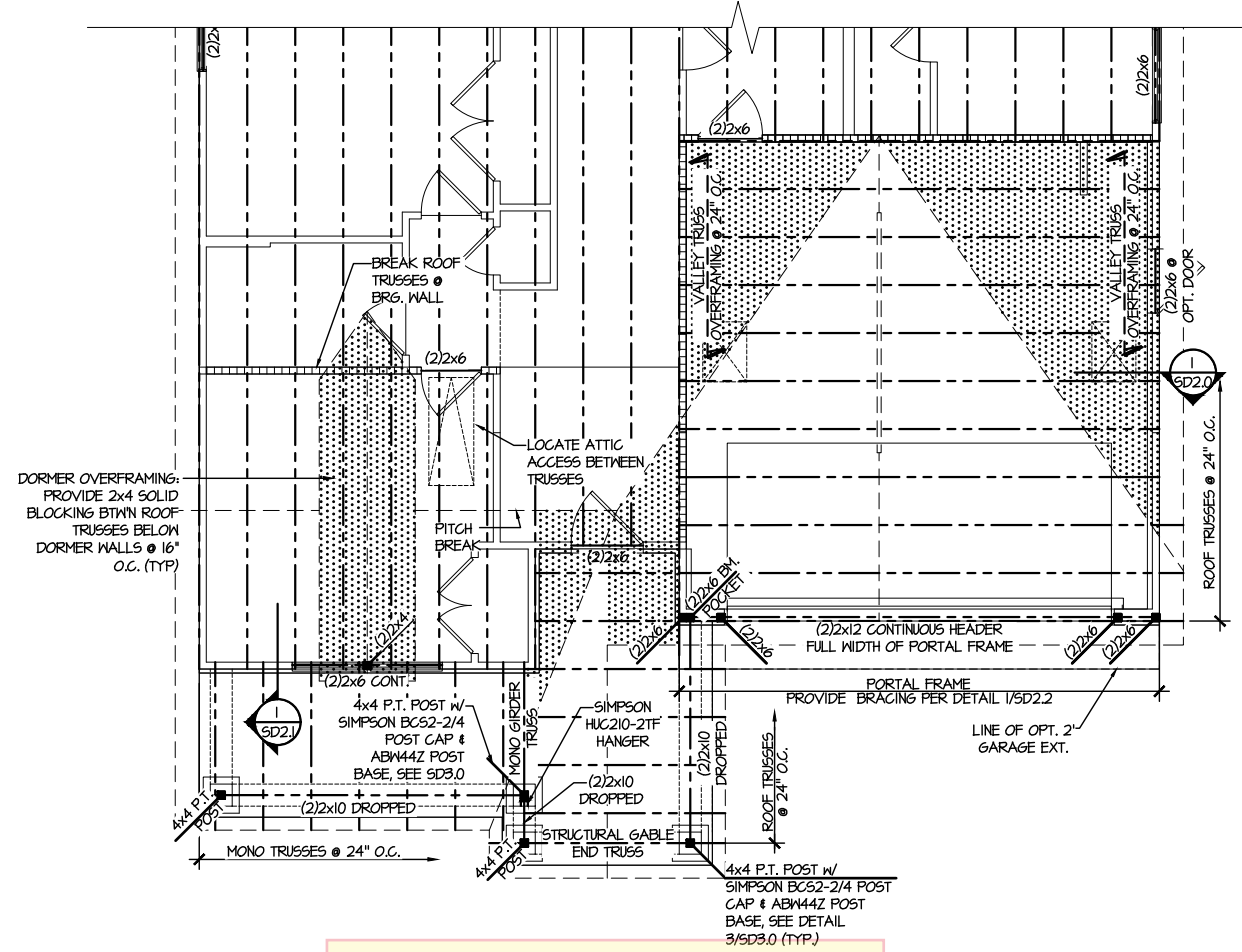 (2)2x
(2)2x6
(2)2x6
VALLEY TRUSS
OVERFRAMING @ 24" O.C.
VALLEY TRUSS
OVERFRAMING @ 24" O.C.
(2)2x6 @
OPT. DOOR
BREAK ROOF
TRUSSES @
BRG. WALL
(2)2x6
1
SD2.0
LOCATE ATTIC
ACCESS BETWEEN
TRUSSES
DORMER OVERFRAMING:
PROVIDE 2x4 SOLID
BLOCKING BTW'N ROOF
TRUSSES BELOW
DORMER WALLS @ 16"
O.C. (TYP)
PITCH
BREAK
ROOF TRUSSES @ 24" O.C.
(2)2x6
(2)2x6 BM.
POCKET
(2)2x4
(2)2x6
(2)2x6
(2)2x12 CONTINUOUS HEADER
FULL WIDTH OF PORTAL FRAME
(2)2x6
(2)2x6
(2)2x6 CONT.
PORTAL FRAME
PROVIDE BRACING PER DETAIL 1/SD2.2
4x4 P.T. POST w/
SIMPSON BCS2-2/4
POST CAP &
ABW44Z POST
BASE, SEE SD3.0
MONO GIRDER
TRUSS
SIMPSON
HUC210-2TF
HANGER
(2)2x10
DROPPED
ROOF TRUSSES
@ 24" O.C.
LINE OF OPT. 2'
GARAGE EXT.
1
SD2.1
(2)2x10
DROPPED
(2)2x10 DROPPED
4x4 P.T.
POST
STRUCTURAL GABLE
END TRUSS
4x4 P.T.
POST
MONO TRUSSES @ 24" O.C.
4x4 P.T. POST w/
SIMPSON BCS2-2/4 POST
CAP & ABW44Z POST
BASE, SEE DETAIL
3/SD3.0 (TYP.)